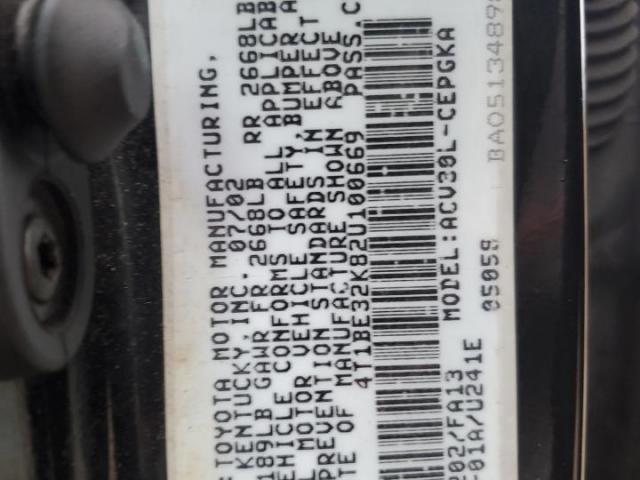 :TOYOTA MOTOR MANUFACTURING,
KENTUCKY, INC. 07/02
189LB GAWR FR 2668LB RR 2668LB
EHICLE CONFORMS TO ALL APPLICAB
L MOTOR VEHICLE SAFETY,BUMPER A
PREVENTION STANDARDS IN EFFECT
TE OF MANUFACTURE SHOWN ABOVE
4T1BE32K82U100669 PASS.C
202/FA13 MODEL:ACV30L-CEPGKA
F01A/U241E 05059 BA0513489